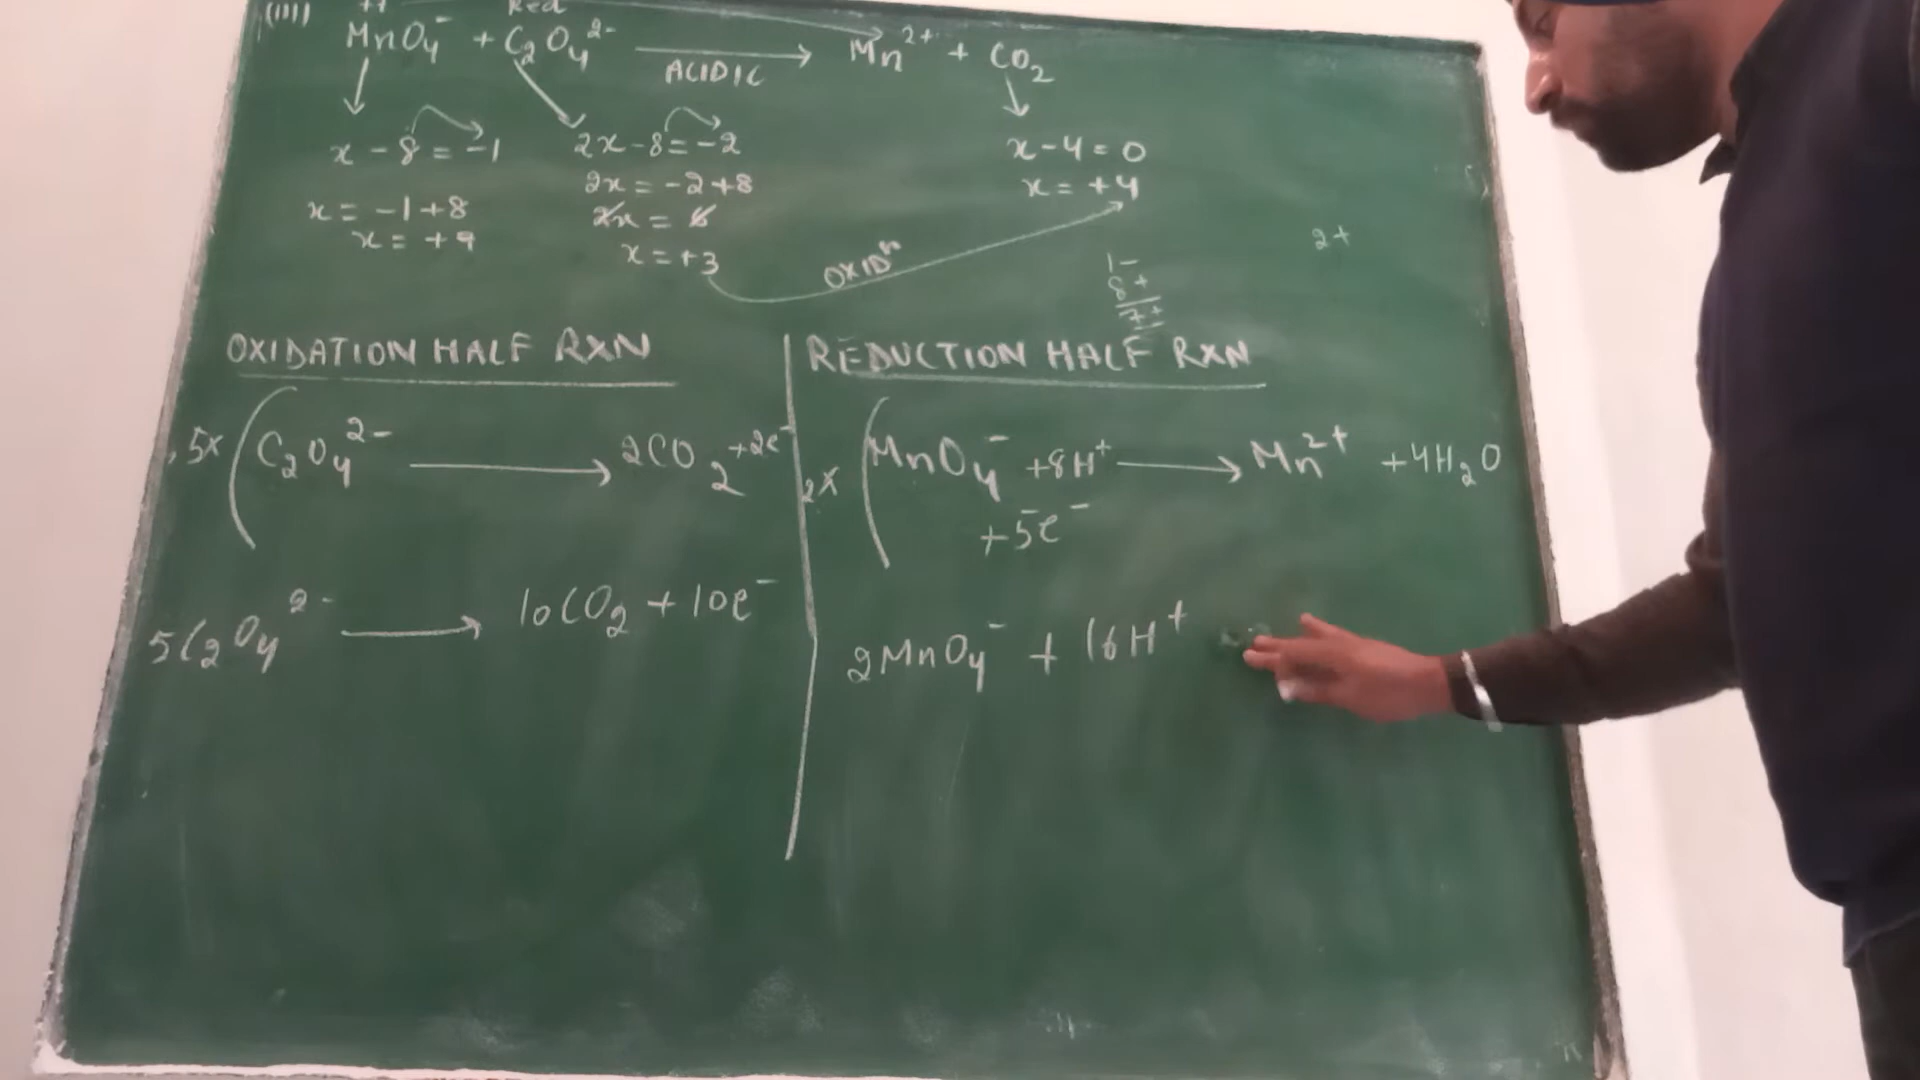 (III) +7 Red
MnO₄⁻ + C₂O₄²⁻ ⟶ Mn²⁺ + CO₂
ACIDIC
x - 8 = -1
x = -1+8
x = +7
2x - 8 = -2
2x = -2+8
2x = 6
x = +3
OXIDⁿ
x - 4 = 0
x = +4
2+
1-
8+
7+
OXIDATION HALF RXN
5x ( C₂O₄²⁻ ⟶ 2CO₂ + 2e⁻
5C₂O₄²⁻ ⟶ 10CO₂ + 10e⁻
REDUCTION HALF RXN
2x ( MnO₄⁻ + 8H⁺ ⟶ Mn²⁺ + 4H₂O
+5e⁻
2MnO₄⁻ + 16H⁺